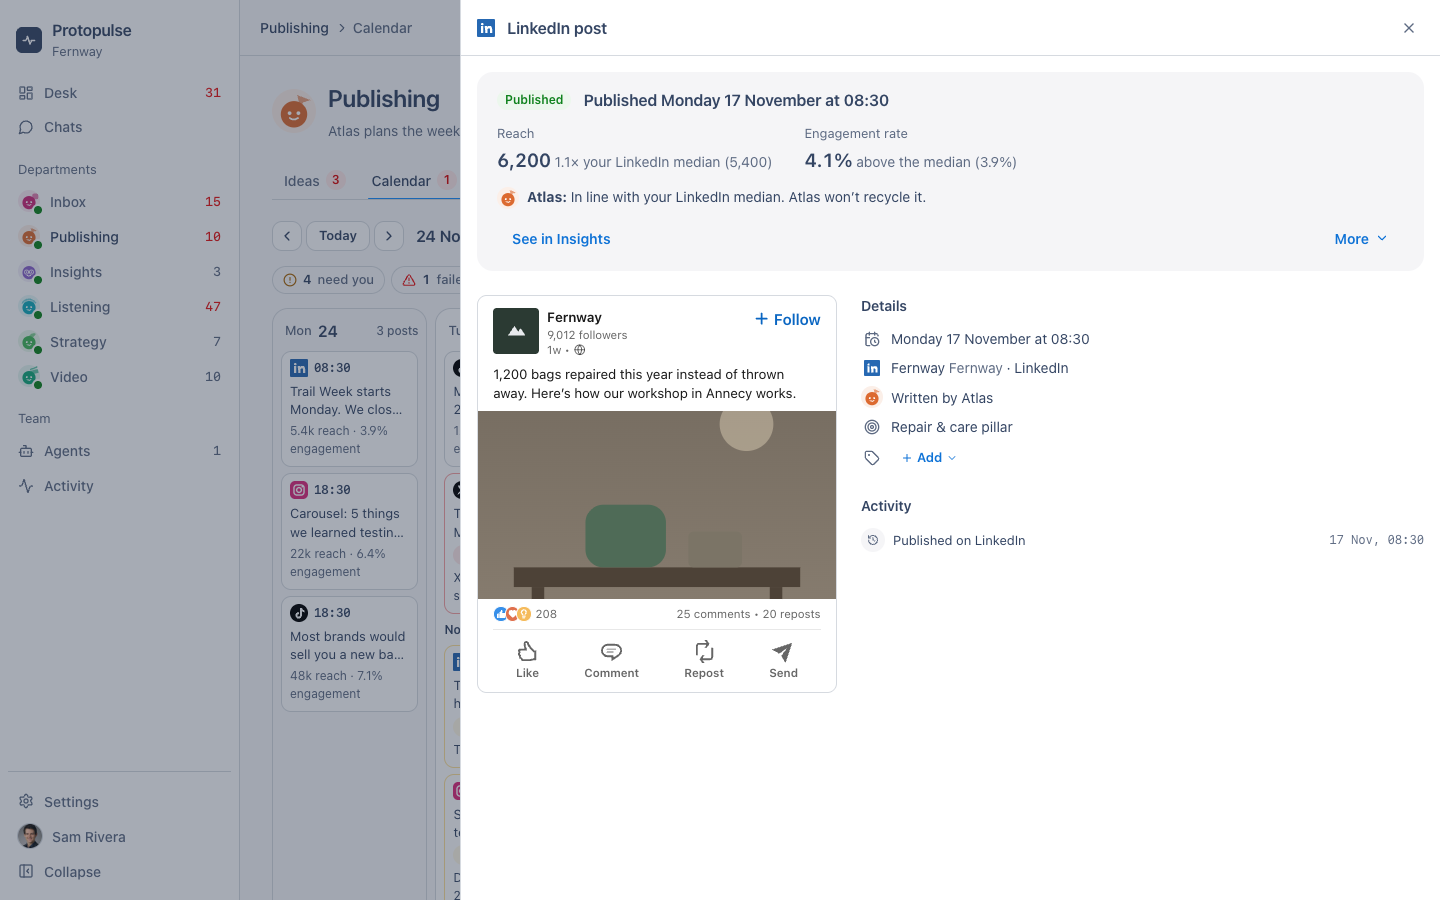 Protopulse
Fernway
Desk 31
Chats
Departments
Inbox 15
Publishing 10
Insights 3
Listening 47
Strategy 7
Video 10
Team
Agents 1
Activity
Settings
Sam Rivera
Collapse
Publishing > Calendar
Publishing
Atlas plans the week
Ideas 3 Calendar 1
Today 24 No
4 need you 1 faile
Mon 24 3 posts
08:30
Trail Week starts
Monday. We clos…
5.4k reach · 3.9%
engagement
18:30
Carousel: 5 things
we learned testin…
22k reach · 6.4%
engagement
18:30
Most brands would
sell you a new ba…
48k reach · 7.1%
engagement
Tu
No
LinkedIn post
Published Published Monday 17 November at 08:30
Reach Engagement rate
6,200 1.1× your LinkedIn median (5,400) 4.1% above the median (3.9%)
Atlas: In line with your LinkedIn median. Atlas won’t recycle it.
See in Insights More
Fernway
9,012 followers
1w •
+ Follow
1,200 bags repaired this year instead of thrown
away. Here’s how our workshop in Annecy works.
208 25 comments • 20 reposts
Like Comment Repost Send
Details
Monday 17 November at 08:30
Fernway Fernway · LinkedIn
Written by Atlas
Repair & care pillar
+ Add
Activity
Published on LinkedIn 17 Nov, 08:30